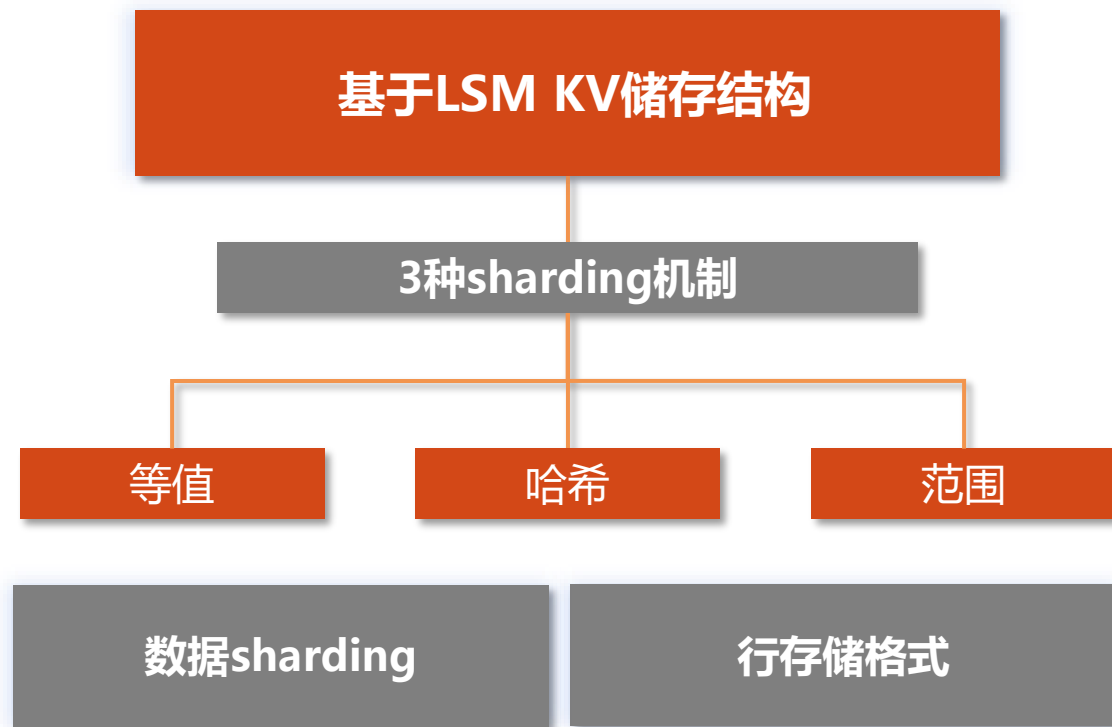 基于LSM KV储存结构
3种sharding机制
等值
哈希
范围
数据sharding
行存储格式